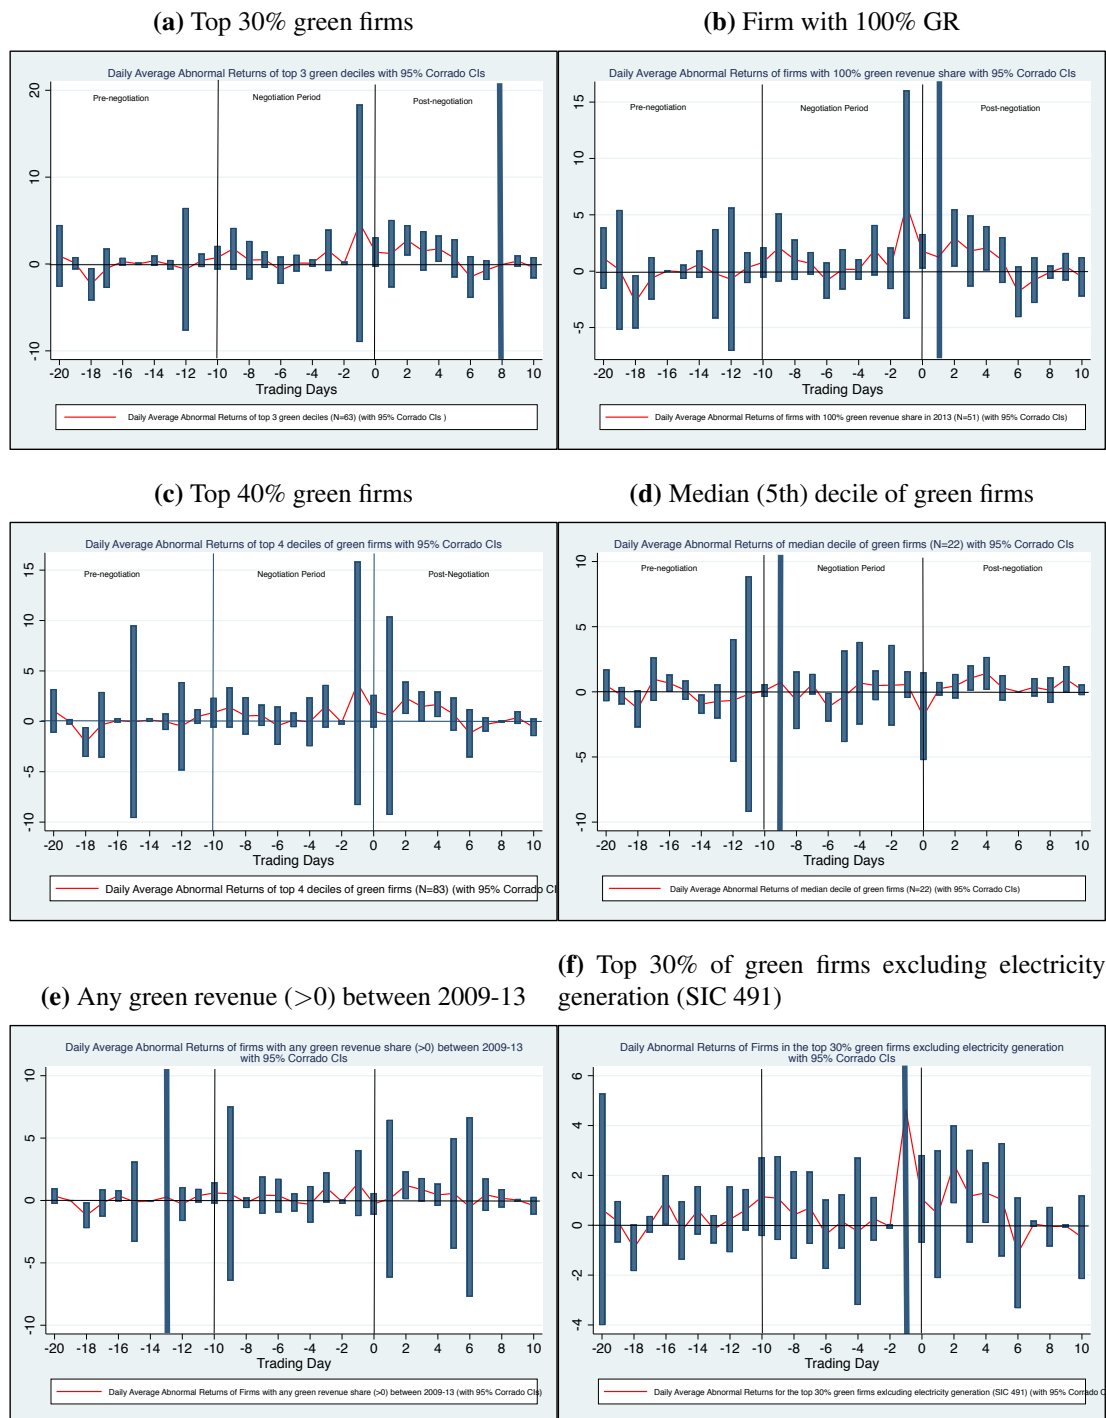 (a) Top 30% green firms
(b) Firm with 100% GR
Daily Average Abnormal Returns of top 3 green deciles with 95% Corrado CIs
Pre-negotiation
Negotiation Period
Post-negotiation
20
10
0
-10
-20 -18 -16 -14 -12 -10 -8 -6 -4 -2 0 2 4 6 8 10
Trading Days
Daily Average Abnormal Returns of top 3 green deciles (N=63) (with 95% Corrado CIs )
Daily Average Abnormal Returns of firms with 100% green revenue share with 95% Corrado CIs
Pre-negotiation
Negotiation Period
Post-negotiation
15
10
5
0
-5
-20 -18 -16 -14 -12 -10 -8 -6 -4 -2 0 2 4 6 8 10
Trading Days
Daily Average Abnormal Returns of firms with 100% green revenue share in 2013 (N=51) (with 95% Corrado CIs)
(c) Top 40% green firms
(d) Median (5th) decile of green firms
Daily Average Abnormal Returns of top 4 deciles of green firms with 95% Corrado CIs
Pre-negotiation
Negotiation Period
Post-Negotiation
15
10
5
0
-5
-10
-20 -18 -16 -14 -12 -10 -8 -6 -4 -2 0 2 4 6 8 10
Trading Days
Daily Average Abnormal Returns of top 4 deciles of green firms (N=83) (with 95% Corrado CI
Daily Average Abnormal Returns of median decile of green firms (N=22) with 95% Corrado CIs
Pre-negotiation
Negotiation Period
Post-negotiation
10
5
0
-5
-10
-20 -18 -16 -14 -12 -10 -8 -6 -4 -2 0 2 4 6 8 10
Trading Days
Daily Average Abnormal Returns of median decile of green firms (N=22) (with 95% Corrado CIs)
(e) Any green revenue (>0) between 2009-13
(f) Top 30% of green firms excluding electricity
generation (SIC 491)
Daily Average Abnormal Returns of firms with any green revenue share (>0) between 2009-13
with 95% Corrado CIs
10
5
0
-5
-10
-20 -18 -16 -14 -12 -10 -8 -6 -4 -2 0 2 4 6 8 10
Trading Day
Daily Average Abnormal Returns of Firms with any green revenue share (>0) between 2009-13 (with 95% Corrado CIs)
Daily Abnormal Returns of Firms in the top 30% green firms excluding electricity generation
with 95% Corrado CIs
6
4
2
0
-2
-4
-20 -18 -16 -14 -12 -10 -8 -6 -4 -2 0 2 4 6 8 10
Trading Day
Daily Average Abnormal Returns for the top 30% green firms exlcuding electricity generation (SIC 491) (with 95% Corrado C